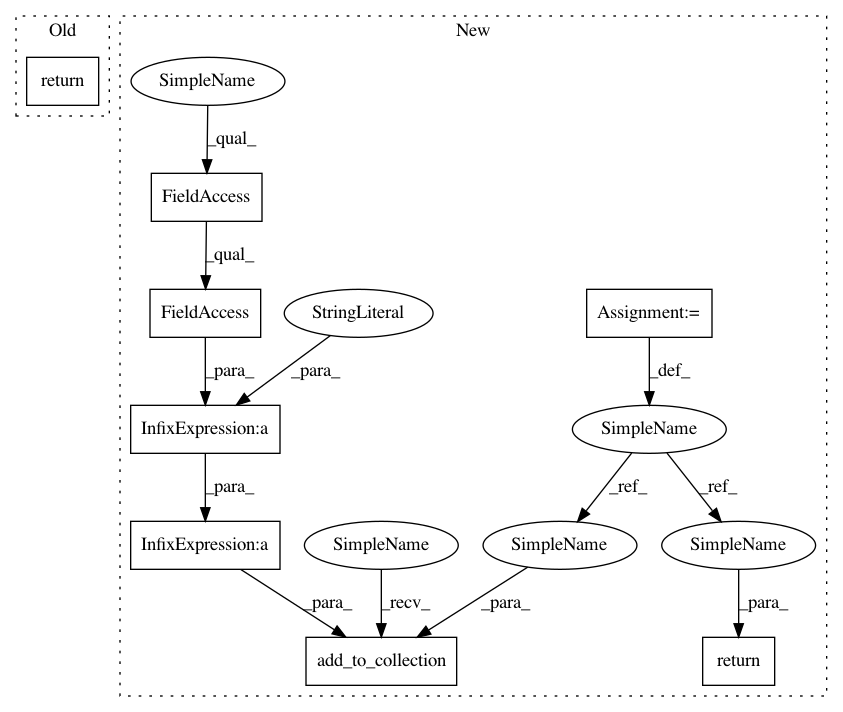 Old
New
return
SimpleName
_qual_
FieldAccess
_qual_
FieldAccess
StringLiteral
Assignment:=
_para_
_para_
_def_
InfixExpression:a
SimpleName
_para_
_ref_
_ref_
InfixExpression:a
SimpleName
SimpleName
SimpleName
_para_
_recv_
_para_
_para_
add_to_collection
return